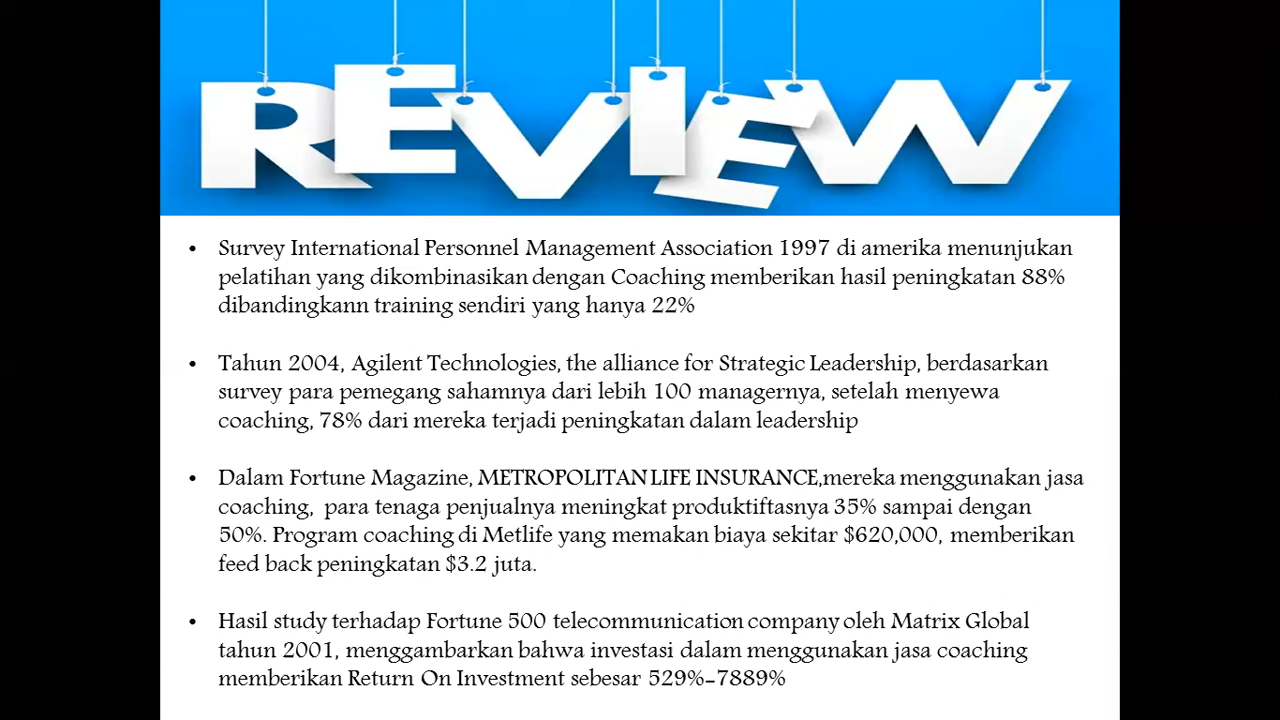 REVIEW
• Survey International Personnel Management Association 1997 di amerika menunjukan
pelatihan yang dikombinasikan dengan Coaching memberikan hasil peningkatan 88%
dibandingkann training sendiri yang hanya 22%
• Tahun 2004, Agilent Technologies, the alliance for Strategic Leadership, berdasarkan
survey para pemegang sahamnya dari lebih 100 managernya, setelah menyewa
coaching, 78% dari mereka terjadi peningkatan dalam leadership
• Dalam Fortune Magazine, METROPOLITAN LIFE INSURANCE,mereka menggunakan jasa
coaching, para tenaga penjualnya meningkat produktiftasnya 35% sampai dengan
50%. Program coaching di Metlife yang memakan biaya sekitar $620,000, memberikan
feed back peningkatan $3.2 juta.
• Hasil study terhadap Fortune 500 telecommunication company oleh Matrix Global
tahun 2001, menggambarkan bahwa investasi dalam menggunakan jasa coaching
memberikan Return On Investment sebesar 529%-7889%